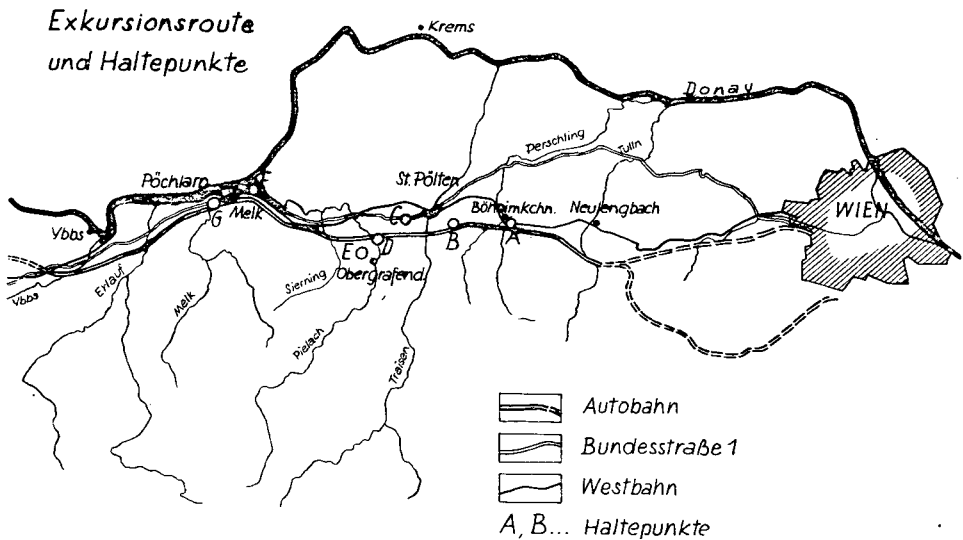 Exkursionsroute
und Haltepunkte
Krems
Donau
Perschling
Tulln
Pöchlarn
F
St. Pölten
G
Melk
C
Böheimkchn.
Neulengbach
WIEN
Ybbs
B
A
E
D
Obergrafend.
Ybbs
Erlauf
Melk
Sierning
Pielach
Traisen
Autobahn
Bundesstraße 1
Westbahn
A, B... Haltepunkte